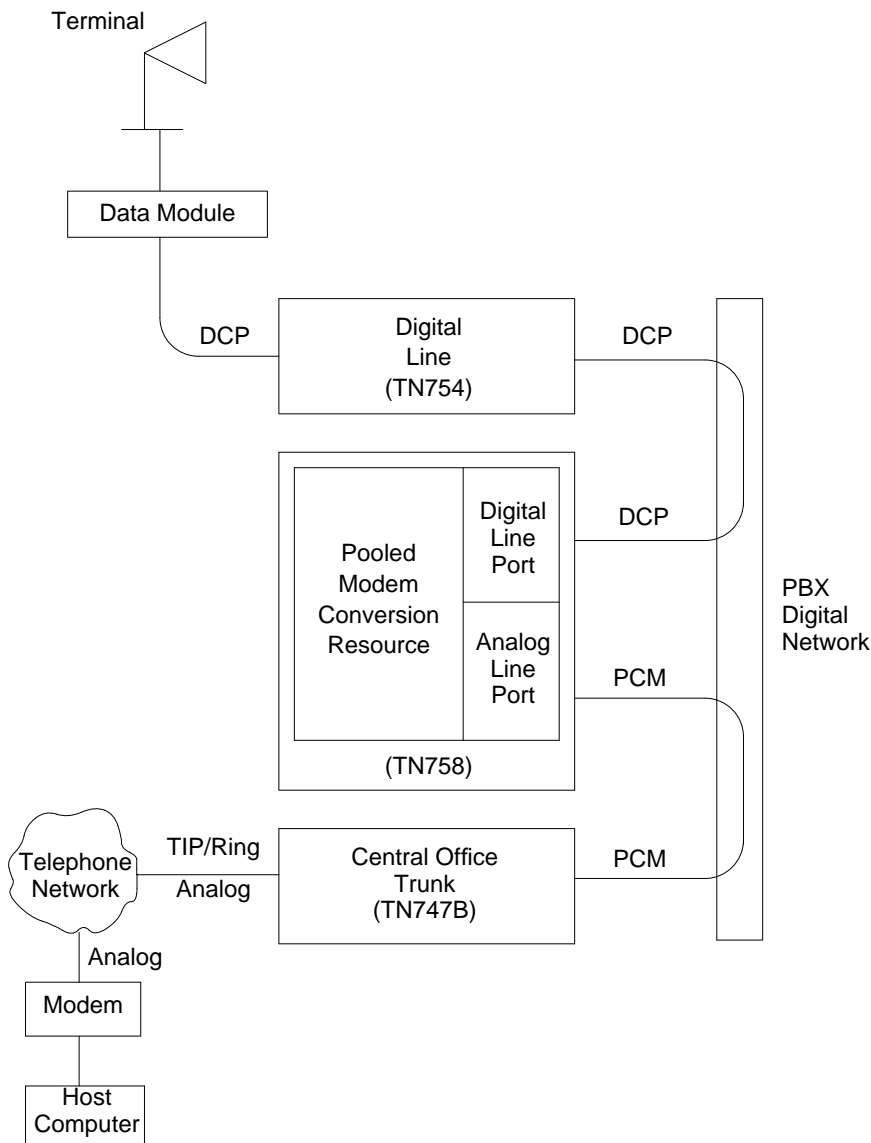 Terminal
Data Module
DCP
Digital
Line
(TN754)
DCP
Pooled
Modem
Conversion
Resource
Digital
Line
Port
Analog
Line
Port
(TN758)
DCP
PCM
PBX
Digital
Network
Telephone
Network
TIP/Ring
Analog
Central Office
Trunk
(TN747B)
PCM
Analog
Modem
Host
Computer